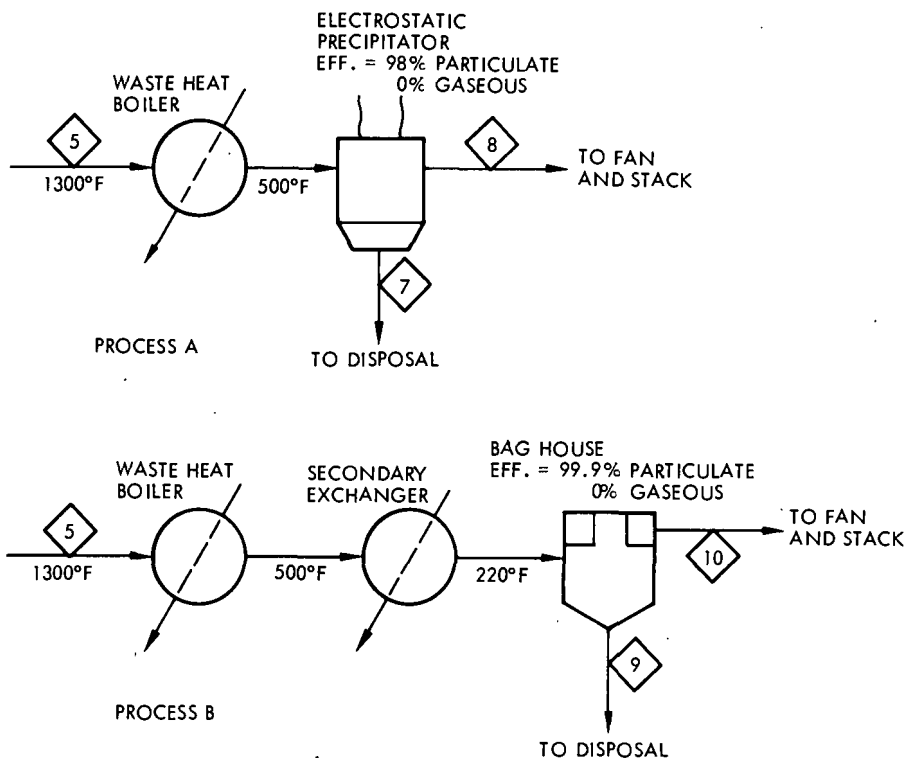 ELECTROSTATIC
PRECIPITATOR
EFF. = 98% PARTICULATE
0% GASEOUS
WASTE HEAT
BOILER
5
1300°F
500°F
8
TO FAN
AND STACK
7
PROCESS A
TO DISPOSAL
BAG HOUSE
EFF. = 99.9% PARTICULATE
0% GASEOUS
WASTE HEAT
BOILER
SECONDARY
EXCHANGER
5
1300°F
500°F
220°F
10
TO FAN
AND STACK
9
PROCESS B
TO DISPOSAL